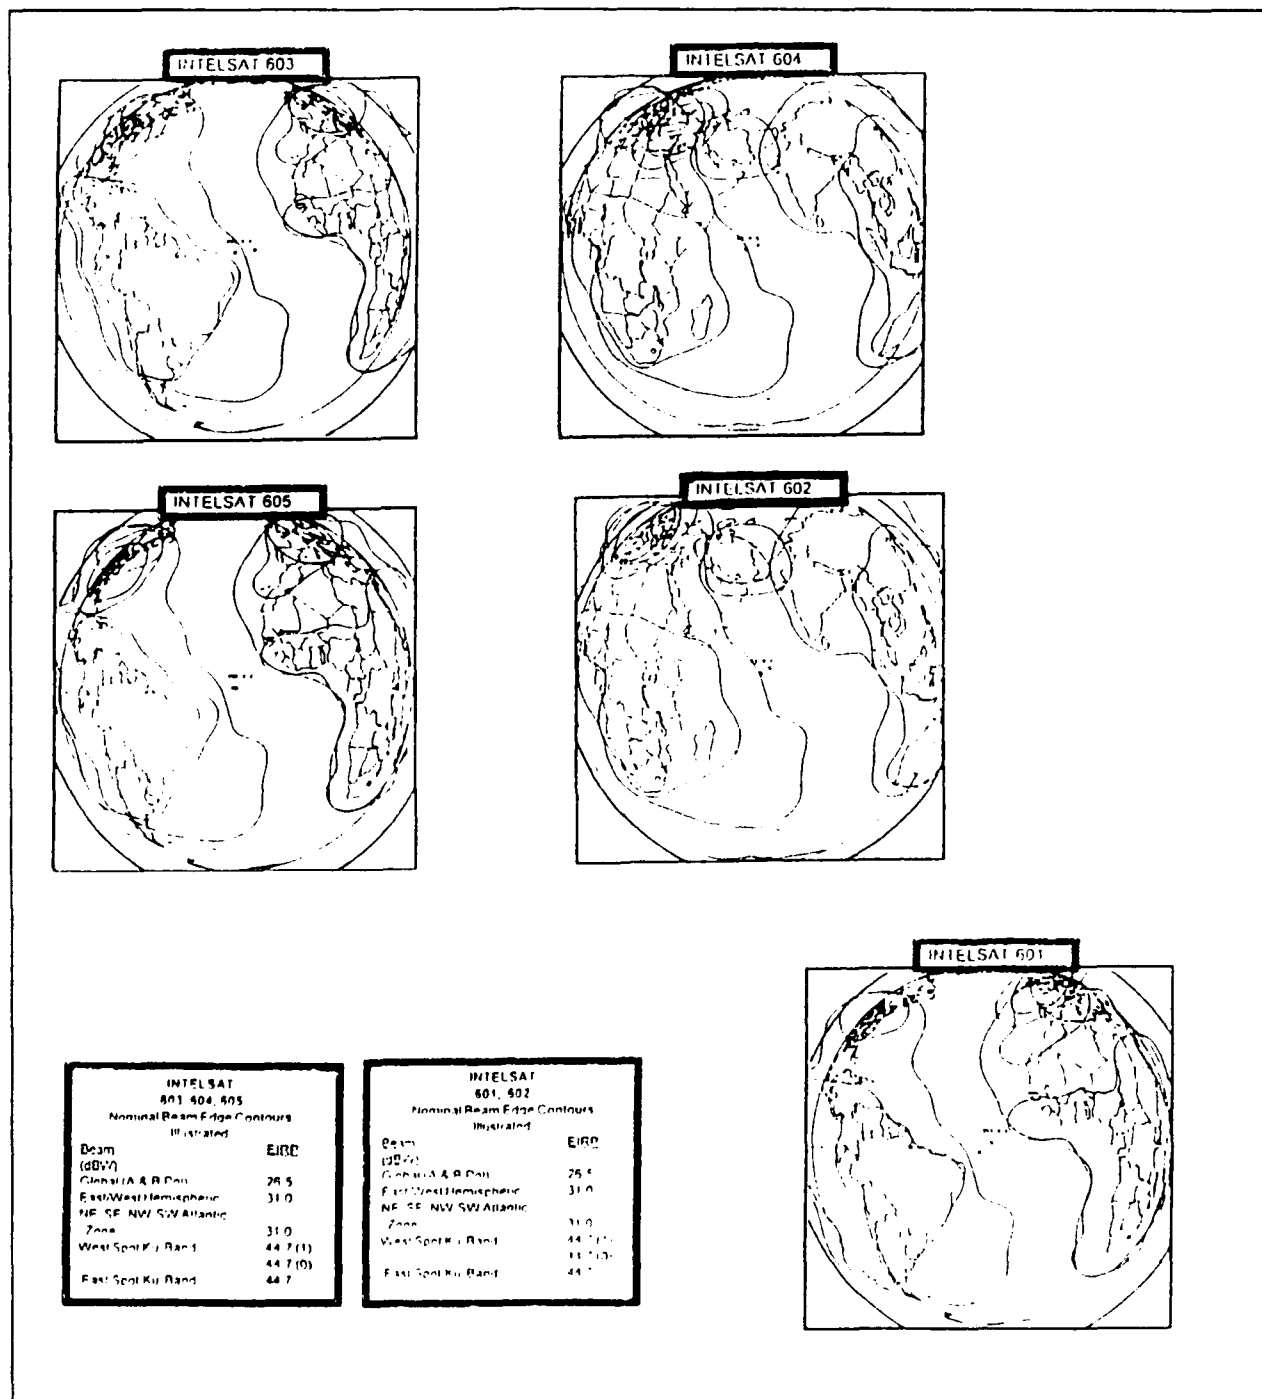 INTELSAT 603
INTELSAT 604
INTELSAT 605
INTELSAT 602
INTELSAT 601
INTELSAT
603 604, 605
Nominal Beam Edge Contours
Illustrated
Beam EIRP
(dBW)
Global (A & B Pol) 26.5
East/West Hemispheric 31.0
NE, SE, NW, SW Atlantic
Zone 31.0
West Spot Ku Band 44.7 (1)
44.7 (0)
East Spot Ku Band 44.7
INTELSAT
601, 602
Nominal Beam Edge Contours
Illustrated
Beam EIRP
(dBW)
Global (A & B Pol) 26.5
East West Hemispheric 31.0
NE, SE, NW, SW Atlantic
Zone 31.0
West Spot Ku Band
East Spot Ku Band